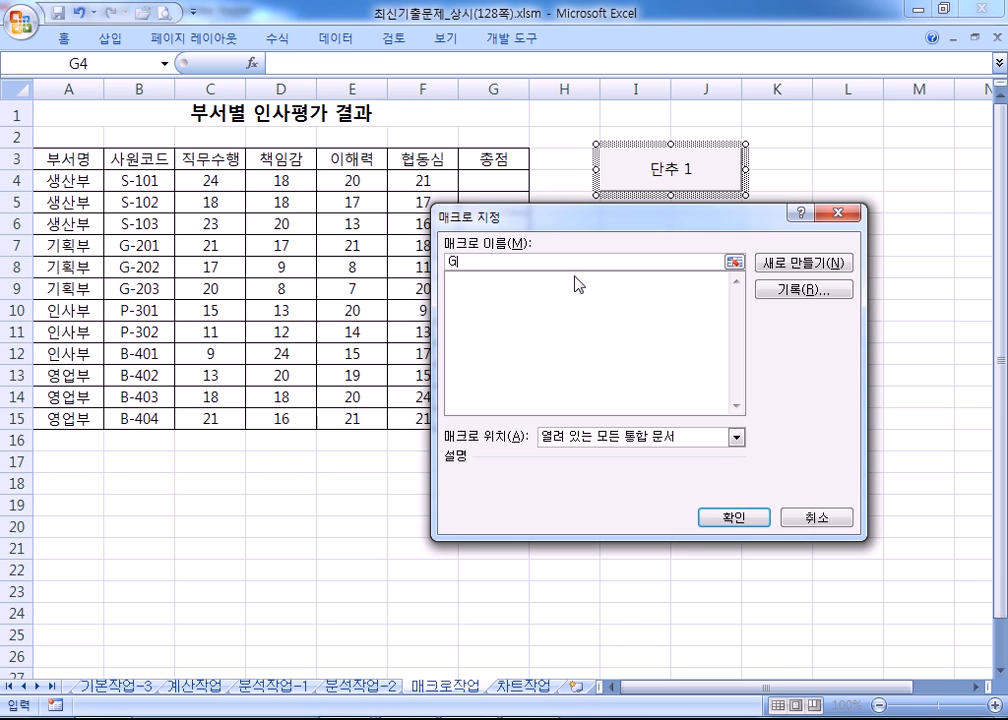 최신기출문제_상시(128쪽).xlsm - Microsoft Excel
홈 삽입 페이지 레이아웃 수식 데이터 검토 보기 개발 도구
G4 fx
A B C D E F G H I J K L M N
1 부서별 인사평가 결과
2
3 부서명 사원코드 직무수행 책임감 이해력 협동심 총점
단추 1
4 생산부 S-101 24 18 20 21
5 생산부 S-102 18 18 17 17
6 생산부 S-103 23 20 13 16
7 기획부 G-201 21 17 21 18
8 기획부 G-202 17 9 8 11
9 기획부 G-203 20 8 7 20
10 인사부 P-301 15 13 20 9
11 인사부 P-302 11 12 14 13
12 인사부 B-401 9 24 15 17
13 영업부 B-402 13 20 19 15
14 영업부 B-403 18 18 20 24
15 영업부 B-404 21 16 21 21
16
17
18
19
20
21
22
23
24
25
26
27
매크로 지정
매크로 이름(M):
G
새로 만들기(N)
기록(R)...
매크로 위치(A): 열려 있는 모든 통합 문서
설명
확인 취소
기본작업-3 계산작업 분석작업-1 분석작업-2 매크로작업 차트작업
입력 100%